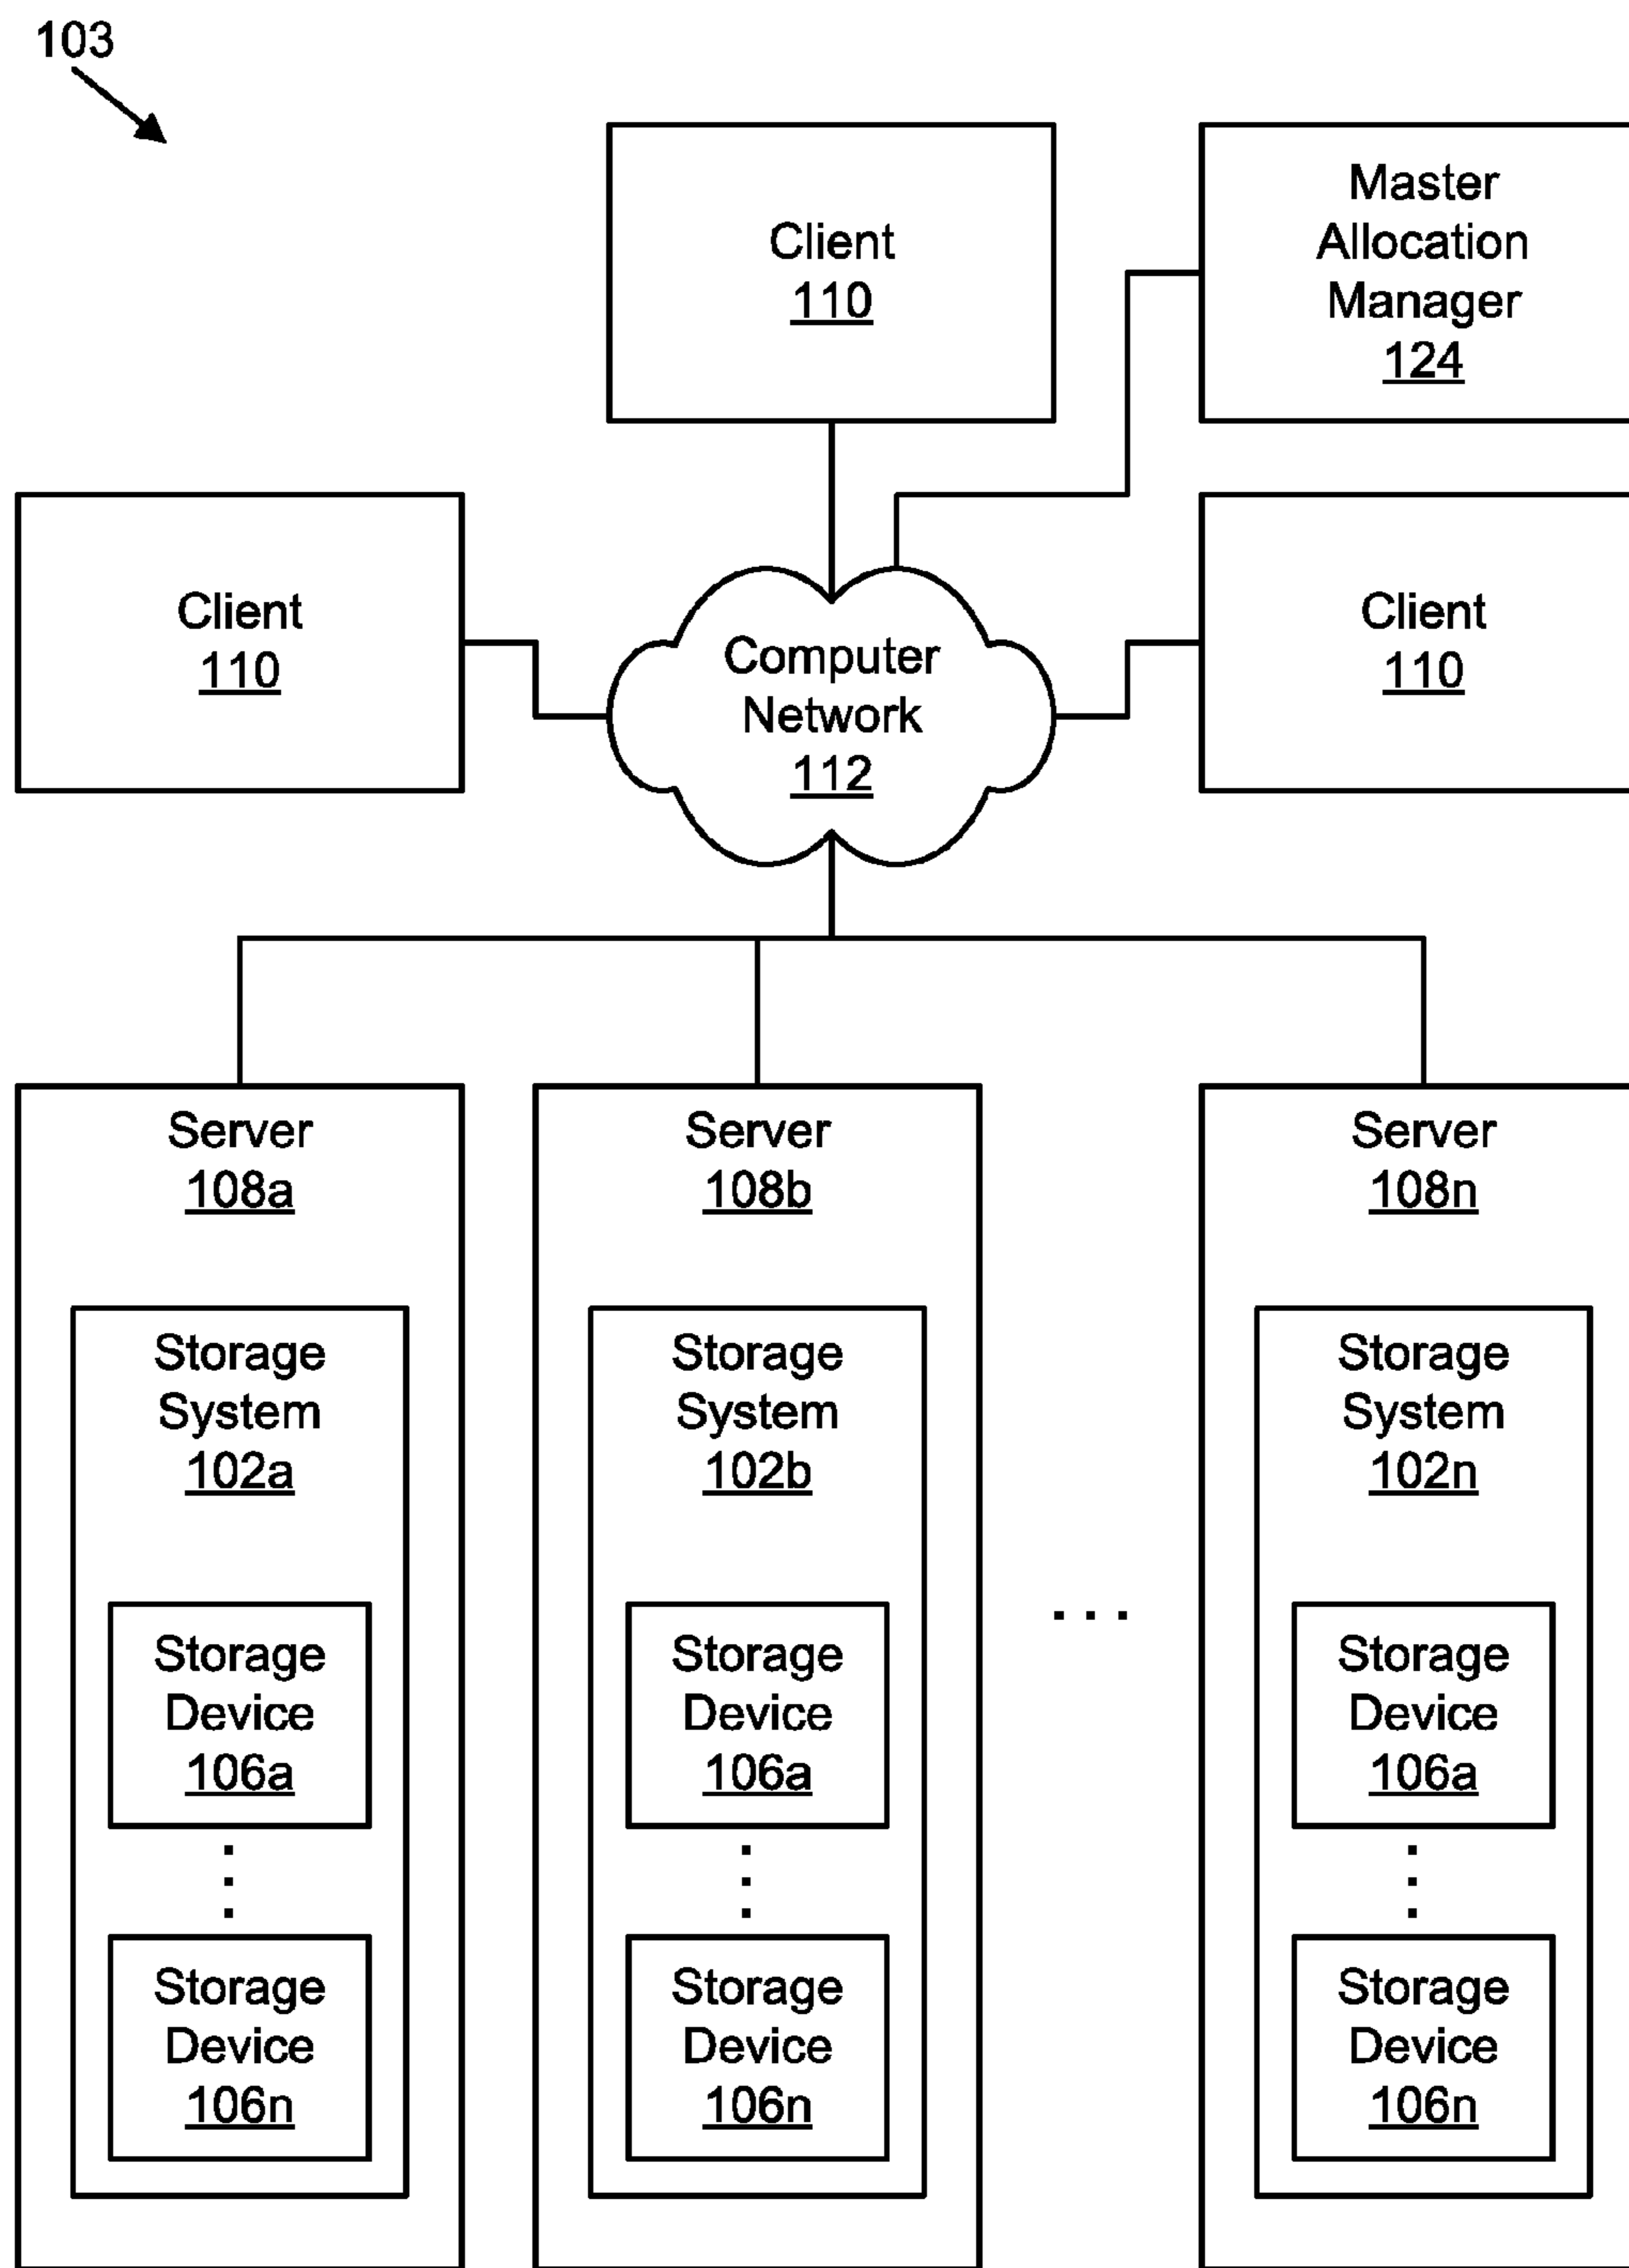 103
Client
110
Master
Allocation
Manager
124
Client
110
Computer
Network
112
Client
110
Server
108a
Storage
System
102a
Storage
Device
106a
Storage
Device
106n
Server
108b
Storage
System
102b
Storage
Device
106a
Storage
Device
106n
. . .
Server
108n
Storage
System
102n
Storage
Device
106a
Storage
Device
106n